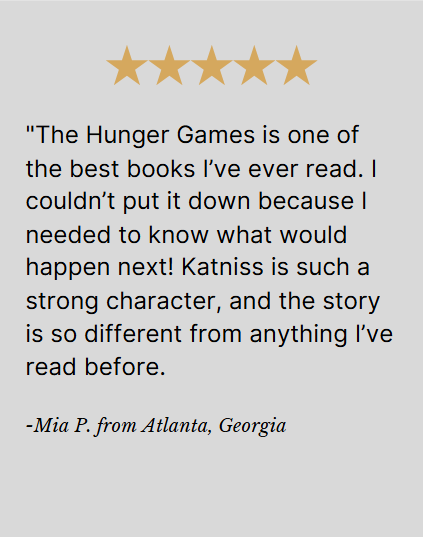 "The Hunger Games is one of
the best books I’ve ever read. I
couldn’t put it down because I
needed to know what would
happen next! Katniss is such a
strong character, and the story
is so different from anything I’ve
read before.
-Mia P. from Atlanta, Georgia